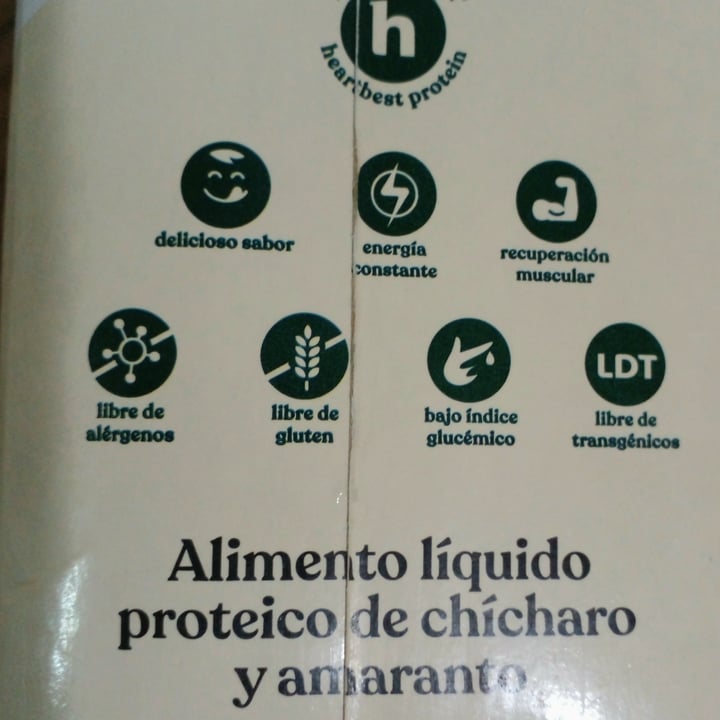 h
heartbest protein
delicioso sabor
energía
constante
recuperación
muscular
libre de
alérgenos
libre de
gluten
bajo índice
glucémico
LDT
libre de
transgénicos
Alimento líquido
proteico de chícharo
y amaranto